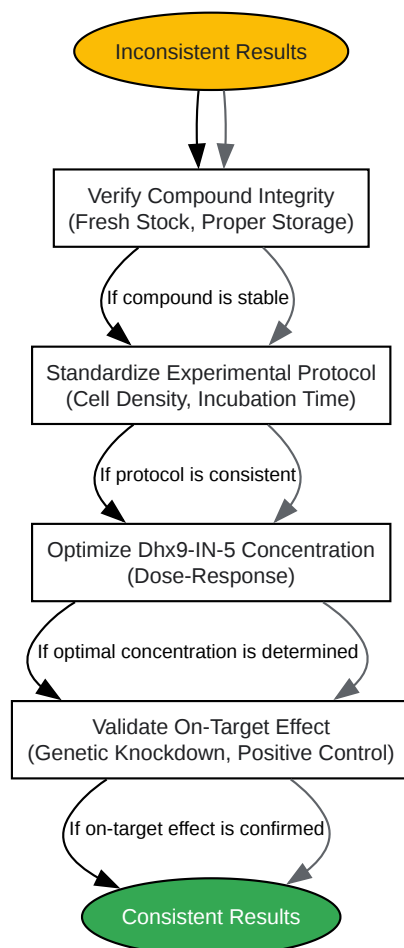 Inconsistent Results
Verify Compound Integrity
(Fresh Stock, Proper Storage)
If compound is stable
Standardize Experimental Protocol
(Cell Density, Incubation Time)
If protocol is consistent
Optimize Dhx9-IN-5 Concentration
(Dose-Response)
If optimal concentration is determined
Validate On-Target Effect
(Genetic Knockdown, Positive Control)
If on-target effect is confirmed
Consistent Results